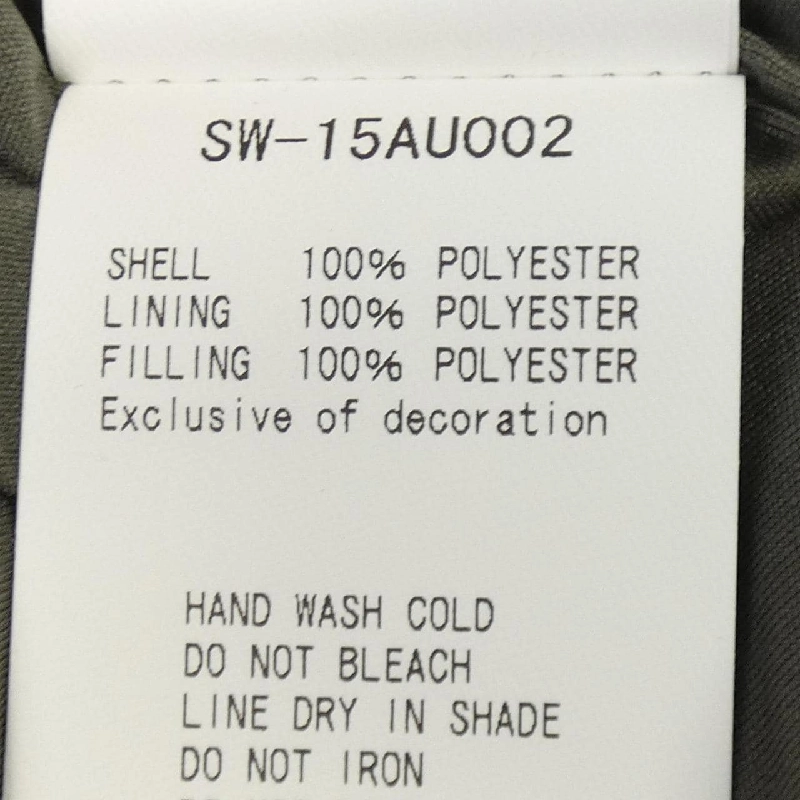 SW-15AU002
SHELL 100% POLYESTER
LINING 100% POLYESTER
FILLING 100% POLYESTER
Exclusive of decoration
HAND WASH COLD
DO NOT BLEACH
LINE DRY IN SHADE
DO NOT IRON